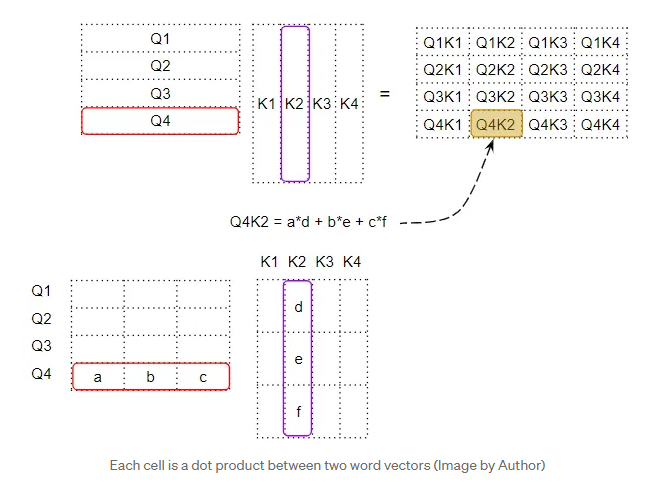 Q1
Q2
Q3
Q4
K1 K2 K3 K4
=
Q1K1 Q1K2 Q1K3 Q1K4
Q2K1 Q2K2 Q2K3 Q2K4
Q3K1 Q3K2 Q3K3 Q3K4
Q4K1 Q4K2 Q4K3 Q4K4
Q4K2 = a*d + b*e + c*f
Q1
Q2
Q3
Q4 a b c
K1 K2 K3 K4
d
e
f
Each cell is a dot product between two word vectors (Image by Author)